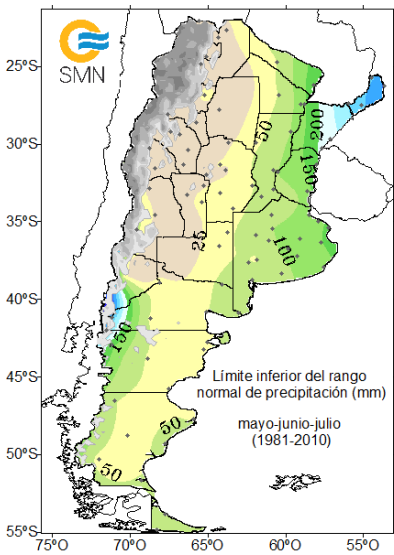 SMN
25°S
30°S
35°S
40°S
45°S
50°S
55°S
75°O
70°O
65°O
60°O
55°O
50
200
150
25
100
150
50
50
Límite inferior del rango
normal de precipitación (mm)
mayo-junio-julio
(1981-2010)